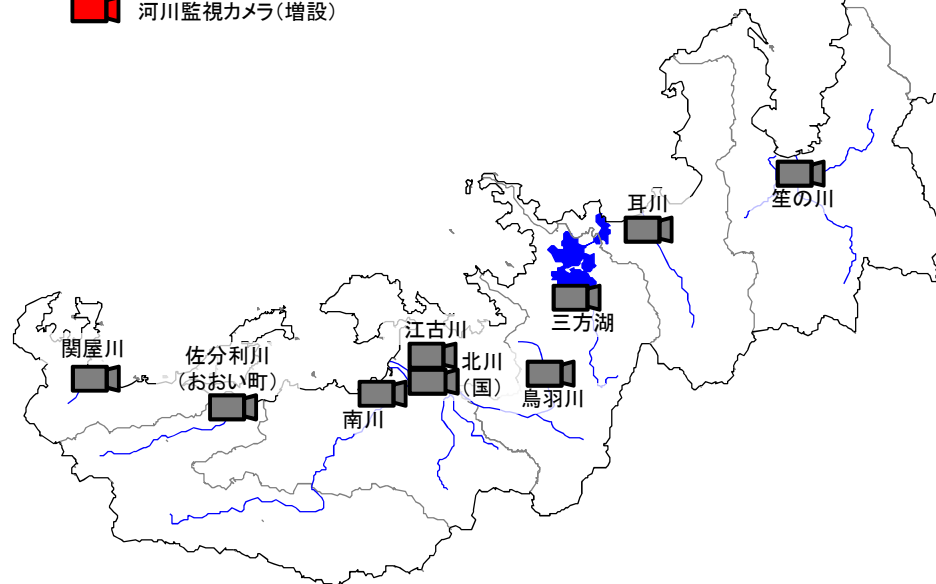 河川監視カメラ(増設)
笙の川
耳川
三方湖
江古川
関屋川
佐分利川
(おおい町)
北川
(国)
鳥羽川
南川